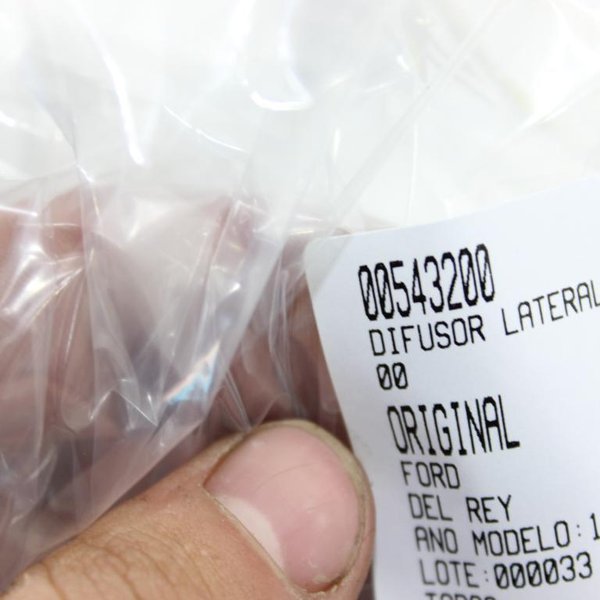 00543200
DIFUSOR LATERAL
00
ORIGINAL
FORD
DEL REY
ANO MODELO:1
LOTE:000033